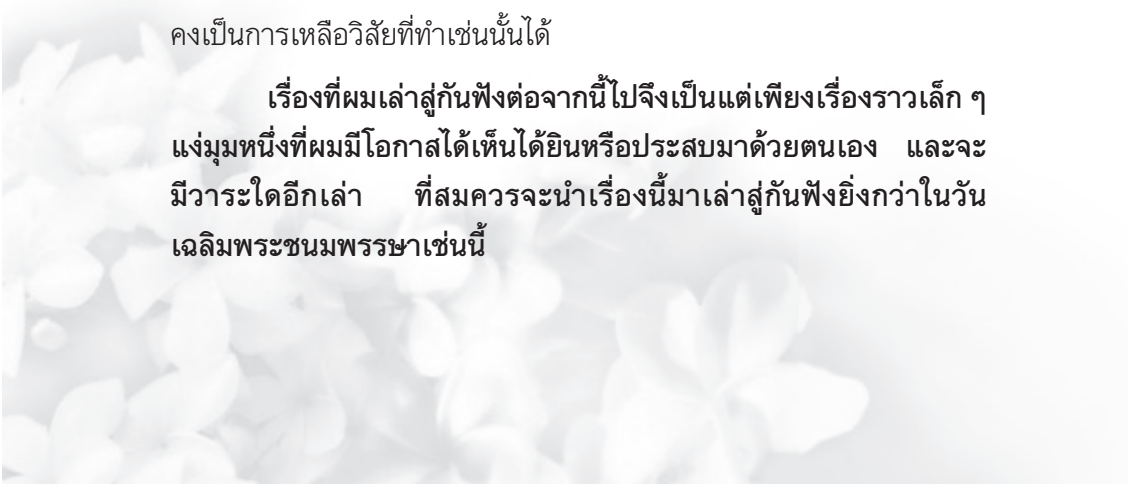 คงเป็นการเหลือวิสัยที่ทำเช่นนั้นได้
เรื่องที่ผมเล่าสู่กันฟังต่อจากนี้ไปจึงเป็นแต่เพียงเรื่องราวเล็ก ๆ
แง่มุมหนึ่งที่ผมมีโอกาสได้เห็นได้ยินหรือประสบมาด้วยตนเอง และจะ
มีวาระใดอีกเล่า ที่สมควรจะนำเรื่องนี้มาเล่าสู่กันฟังยิ่งกว่าในวัน
เฉลิมพระชนมพรรษาเช่นนี้